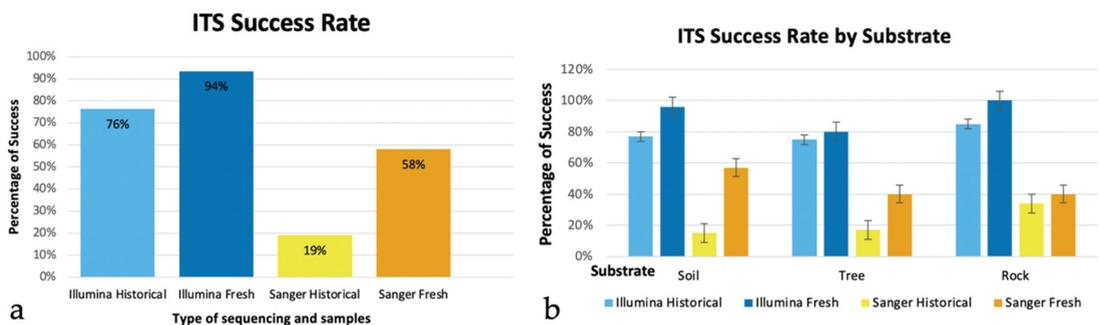 ITS Success Rate
Percentage of Success
100%
90%
80%
70%
60%
50%
40%
30%
20%
10%
0%
76%
94%
19%
58%
Illumina Historical Illumina Fresh Sanger Historical Sanger Fresh
Type of sequencing and samples
a
ITS Success Rate by Substrate
Percentage of Success
120%
100%
80%
60%
40%
20%
0%
Substrate Soil Tree Rock
Illumina Historical Illumina Fresh Sanger Historical Sanger Fresh
b